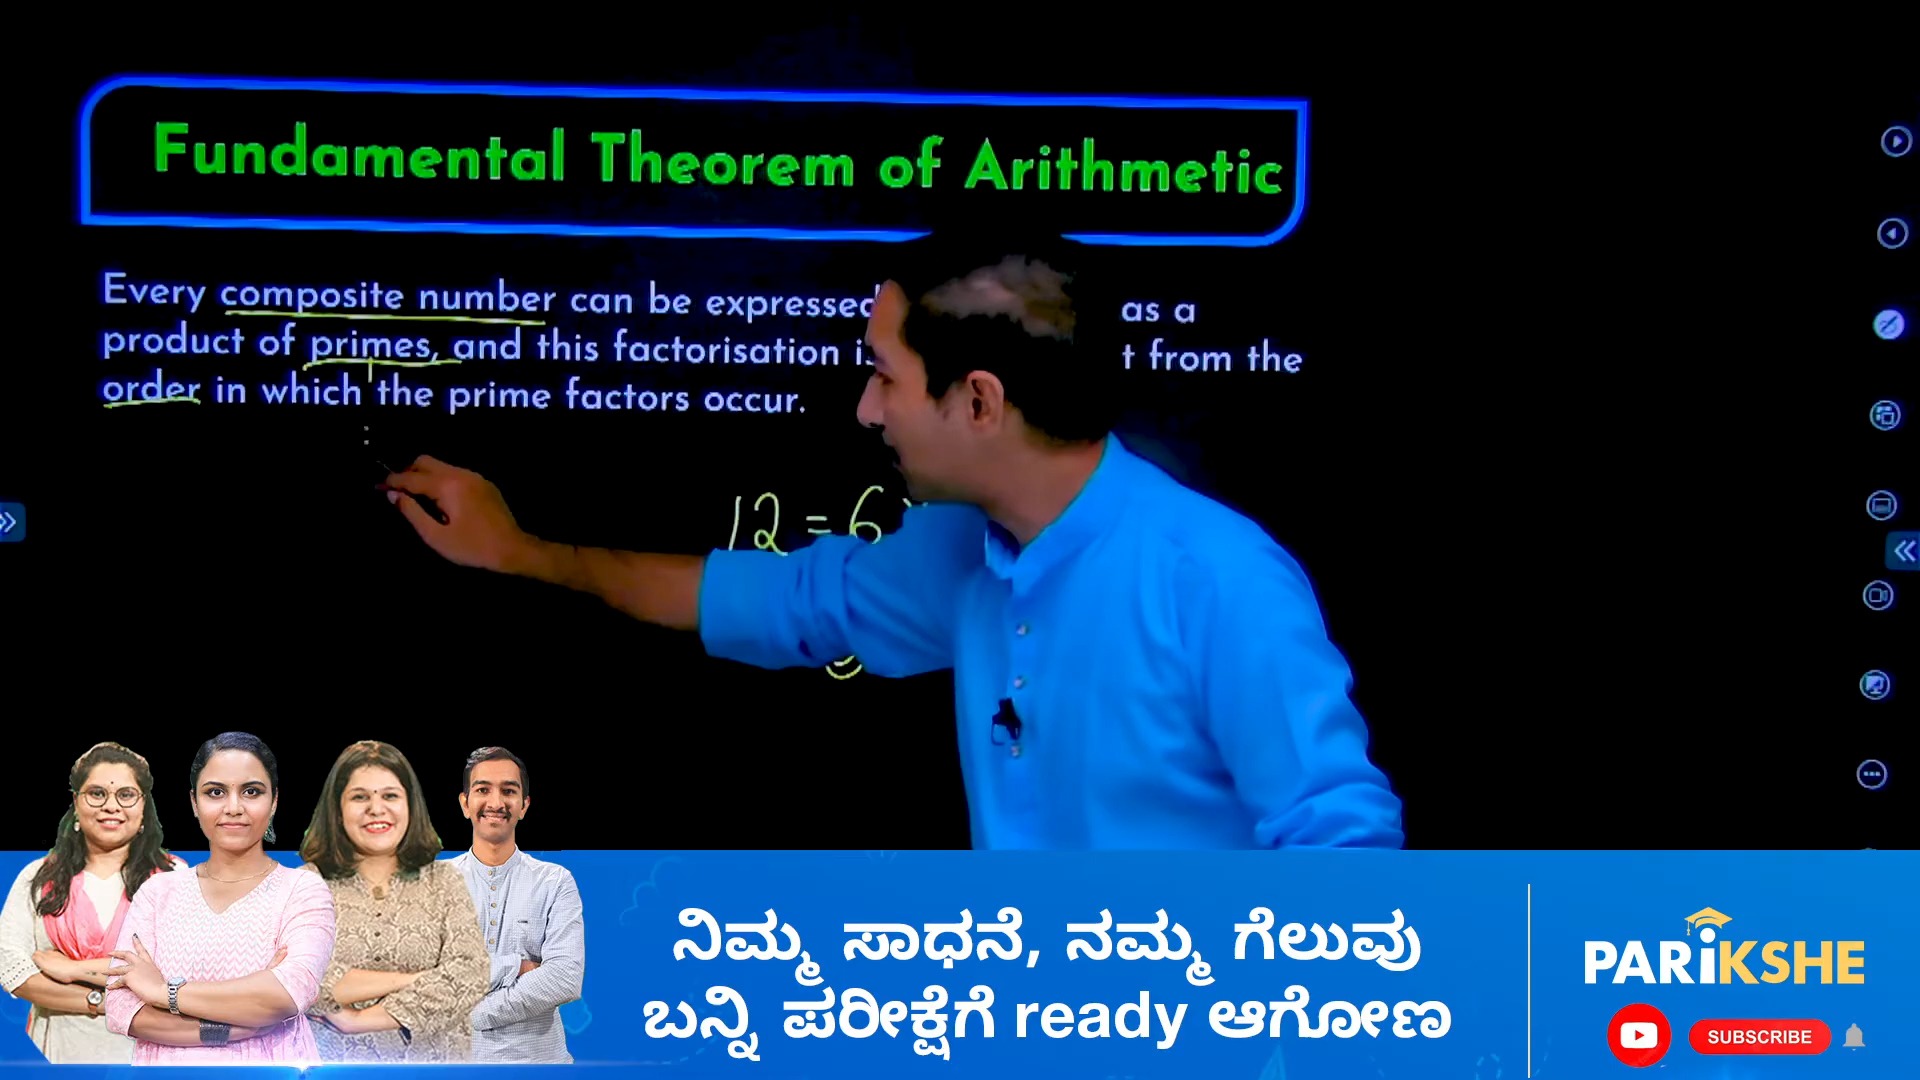 Fundamental Theorem of Arithmetic
Every composite number can be expressed as a
product of primes, and this factorisation t from the
order in which the prime factors occur.
12 = 6
ನಿಮ್ಮ ಸಾಧನೆ, ನಮ್ಮ ಗೆಲುವು
ಬನ್ನಿ ಪರೀಕ್ಷೆಗೆ ready ಆಗೋಣ
PARiKSHE
SUBSCRIBE